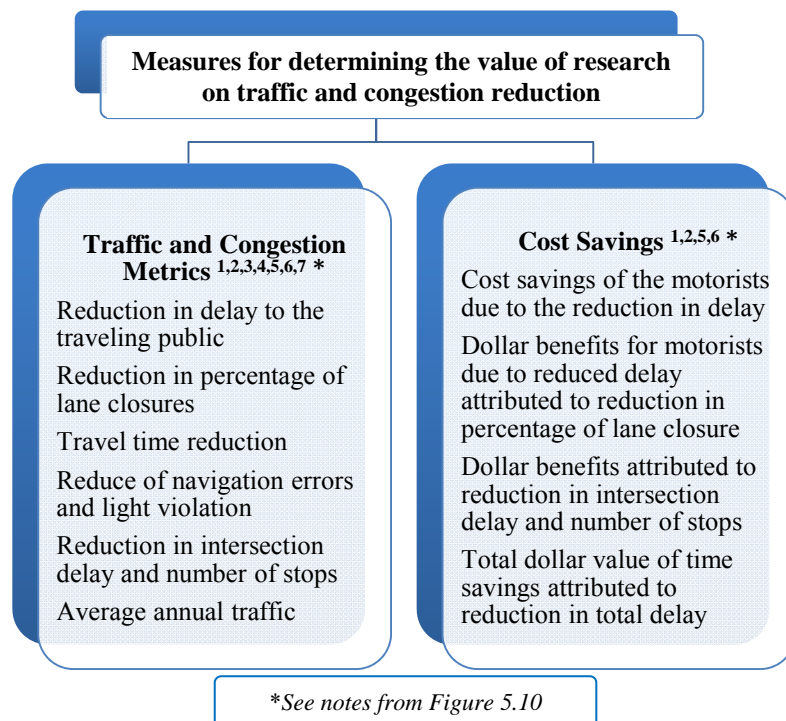 Measures for determining the value of research
on traffic and congestion reduction
Traffic and Congestion
Metrics 1,2,3,4,5,6,7 *
Reduction in delay to the
traveling public
Reduction in percentage of
lane closures
Travel time reduction
Reduce of navigation errors
and light violation
Reduction in intersection
delay and number of stops
Average annual traffic
Cost Savings 1,2,5,6 *
Cost savings of the motorists
due to the reduction in delay
Dollar benefits for motorists
due to reduced delay
attributed to reduction in
percentage of lane closure
Dollar benefits attributed to
reduction in intersection
delay and number of stops
Total dollar value of time
savings attributed to
reduction in total delay
*See notes from Figure 5.10